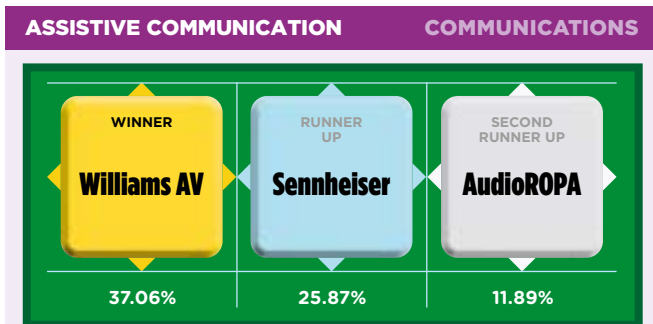 ASSISTIVE COMMUNICATION COMMUNICATIONS
WINNER
Williams AV
37.06%
RUNNER
UP
Sennheiser
25.87%
SECOND
RUNNER UP
AudioROPA
11.89%